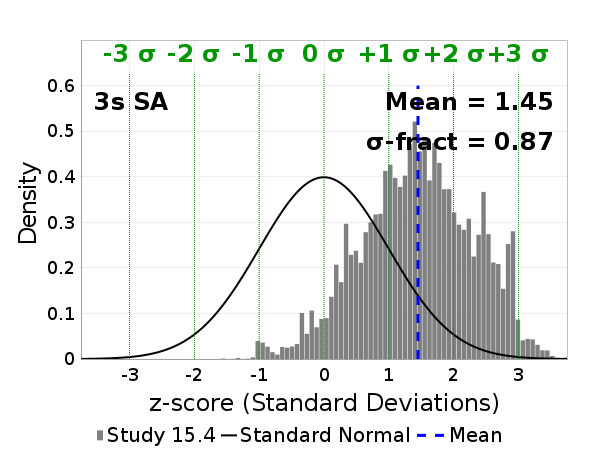 -3 σ -2 σ -1 σ 0 σ +1 σ +2 σ +3 σ
3s SA
Mean = 1.45
σ-fract = 0.87
Density
0.6
0.5
0.4
0.3
0.2
0.1
0
-3 -2 -1 0 1 2 3
z-score (Standard Deviations)
Study 15.4 Standard Normal Mean